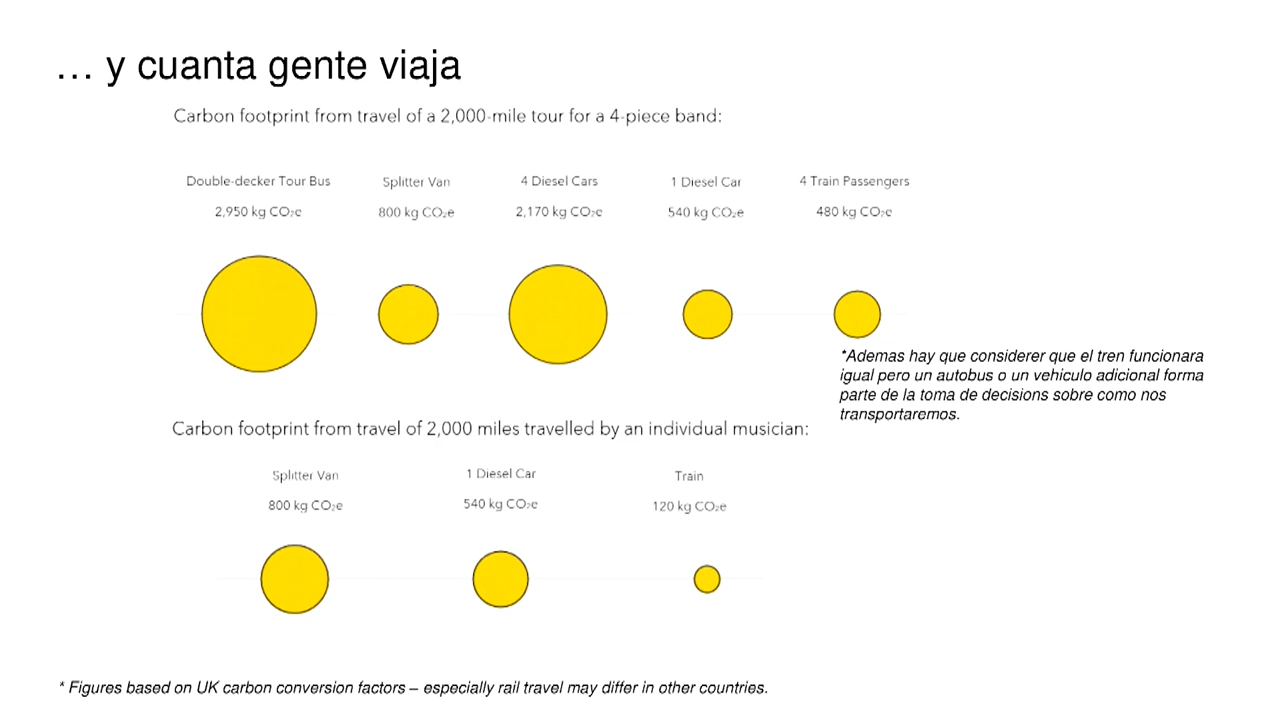 … y cuanta gente viaja
Carbon footprint from travel of a 2,000-mile tour for a 4-piece band:
Double-decker Tour Bus
2,950 kg CO₂e
Splitter Van
800 kg CO₂e
4 Diesel Cars
2,170 kg CO₂e
1 Diesel Car
540 kg CO₂e
4 Train Passengers
480 kg CO₂e
*Ademas hay que considerer que el tren funcionara
igual pero un autobus o un vehiculo adicional forma
parte de la toma de decisions sobre como nos
transportaremos.
Carbon footprint from travel of 2,000 miles travelled by an individual musician:
Splitter Van
800 kg CO₂e
1 Diesel Car
540 kg CO₂e
Train
120 kg CO₂e
* Figures based on UK carbon conversion factors – especially rail travel may differ in other countries.